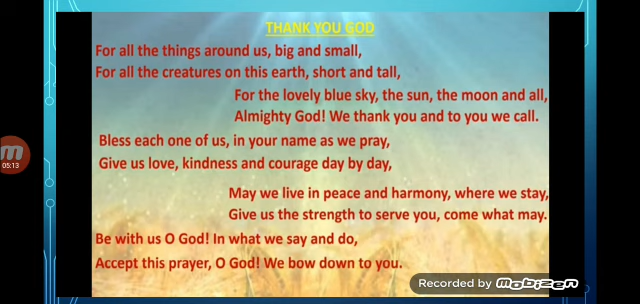 THANK YOU GOD
For all the things around us, big and small,
For all the creatures on this earth, short and tall,
For the lovely blue sky, the sun, the moon and all,
Almighty God! We thank you and to you we call.
Bless each one of us, in your name as we pray,
Give us love, kindness and courage day by day,
m
05:13
May we live in peace and harmony, where we stay,
Give us the strength to serve you, come what may.
Be with us O God! In what we say and do,
Accept this prayer, O God! We bow down to you.
Recorded by mobizen